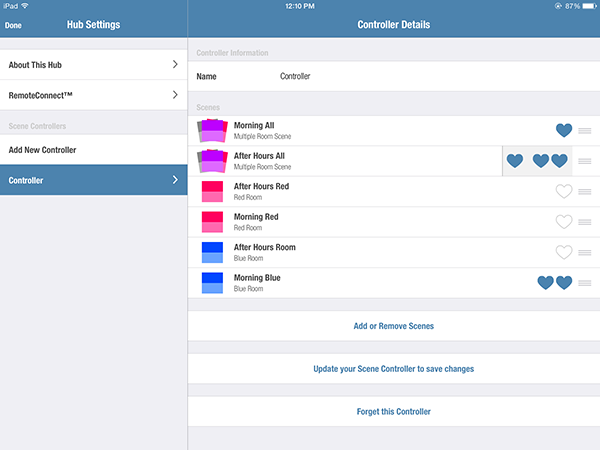 iPad
12:10 PM
87%
Done
Hub Settings
Controller Details
About This Hub
RemoteConnect™
Scene Controllers
Add New Controller
Controller
Controller Information
Name
Controller
Scenes
Morning All
Multiple Room Scene
After Hours All
Multiple Room Scene
After Hours Red
Red Room
Morning Red
Red Room
After Hours Room
Blue Room
Morning Blue
Blue Room
Add or Remove Scenes
Update your Scene Controller to save changes
Forget this Controller